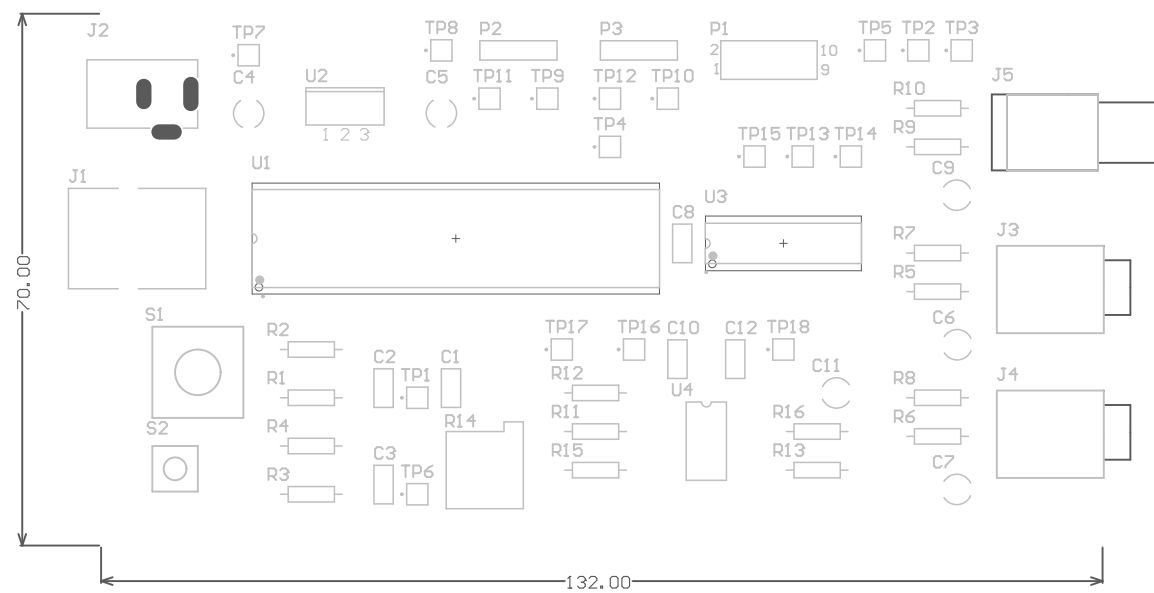 J2
TP7
TP8
P2
P3
P1
TP5
TP2
TP3
2
10
1
9
C4
U2
C5
TP11
TP9
TP12
TP10
J5
R10
1 2 3
TP4
R9
TP15
TP13
TP14
U1
J1
C9
U3
C8
R7
J3
70.00
R5
S1
R2
TP17
TP16
C10
C12
TP18
C6
C2
C1
R1
TP1
R12
C11
R8
J4
U4
S2
R4
R14
R11
R16
R6
R3
C3
TP6
R15
R13
C7
132.00